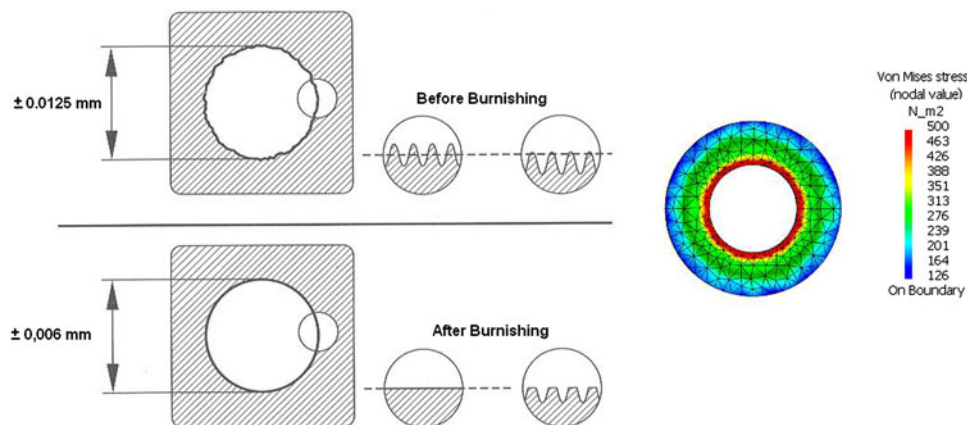 ± 0.0125 mm
Before Burnishing
± 0,006 mm
After Burnishing
Von Mises stress
(nodal value)
N_m2
500
463
426
388
351
313
276
239
201
164
126
On Boundary